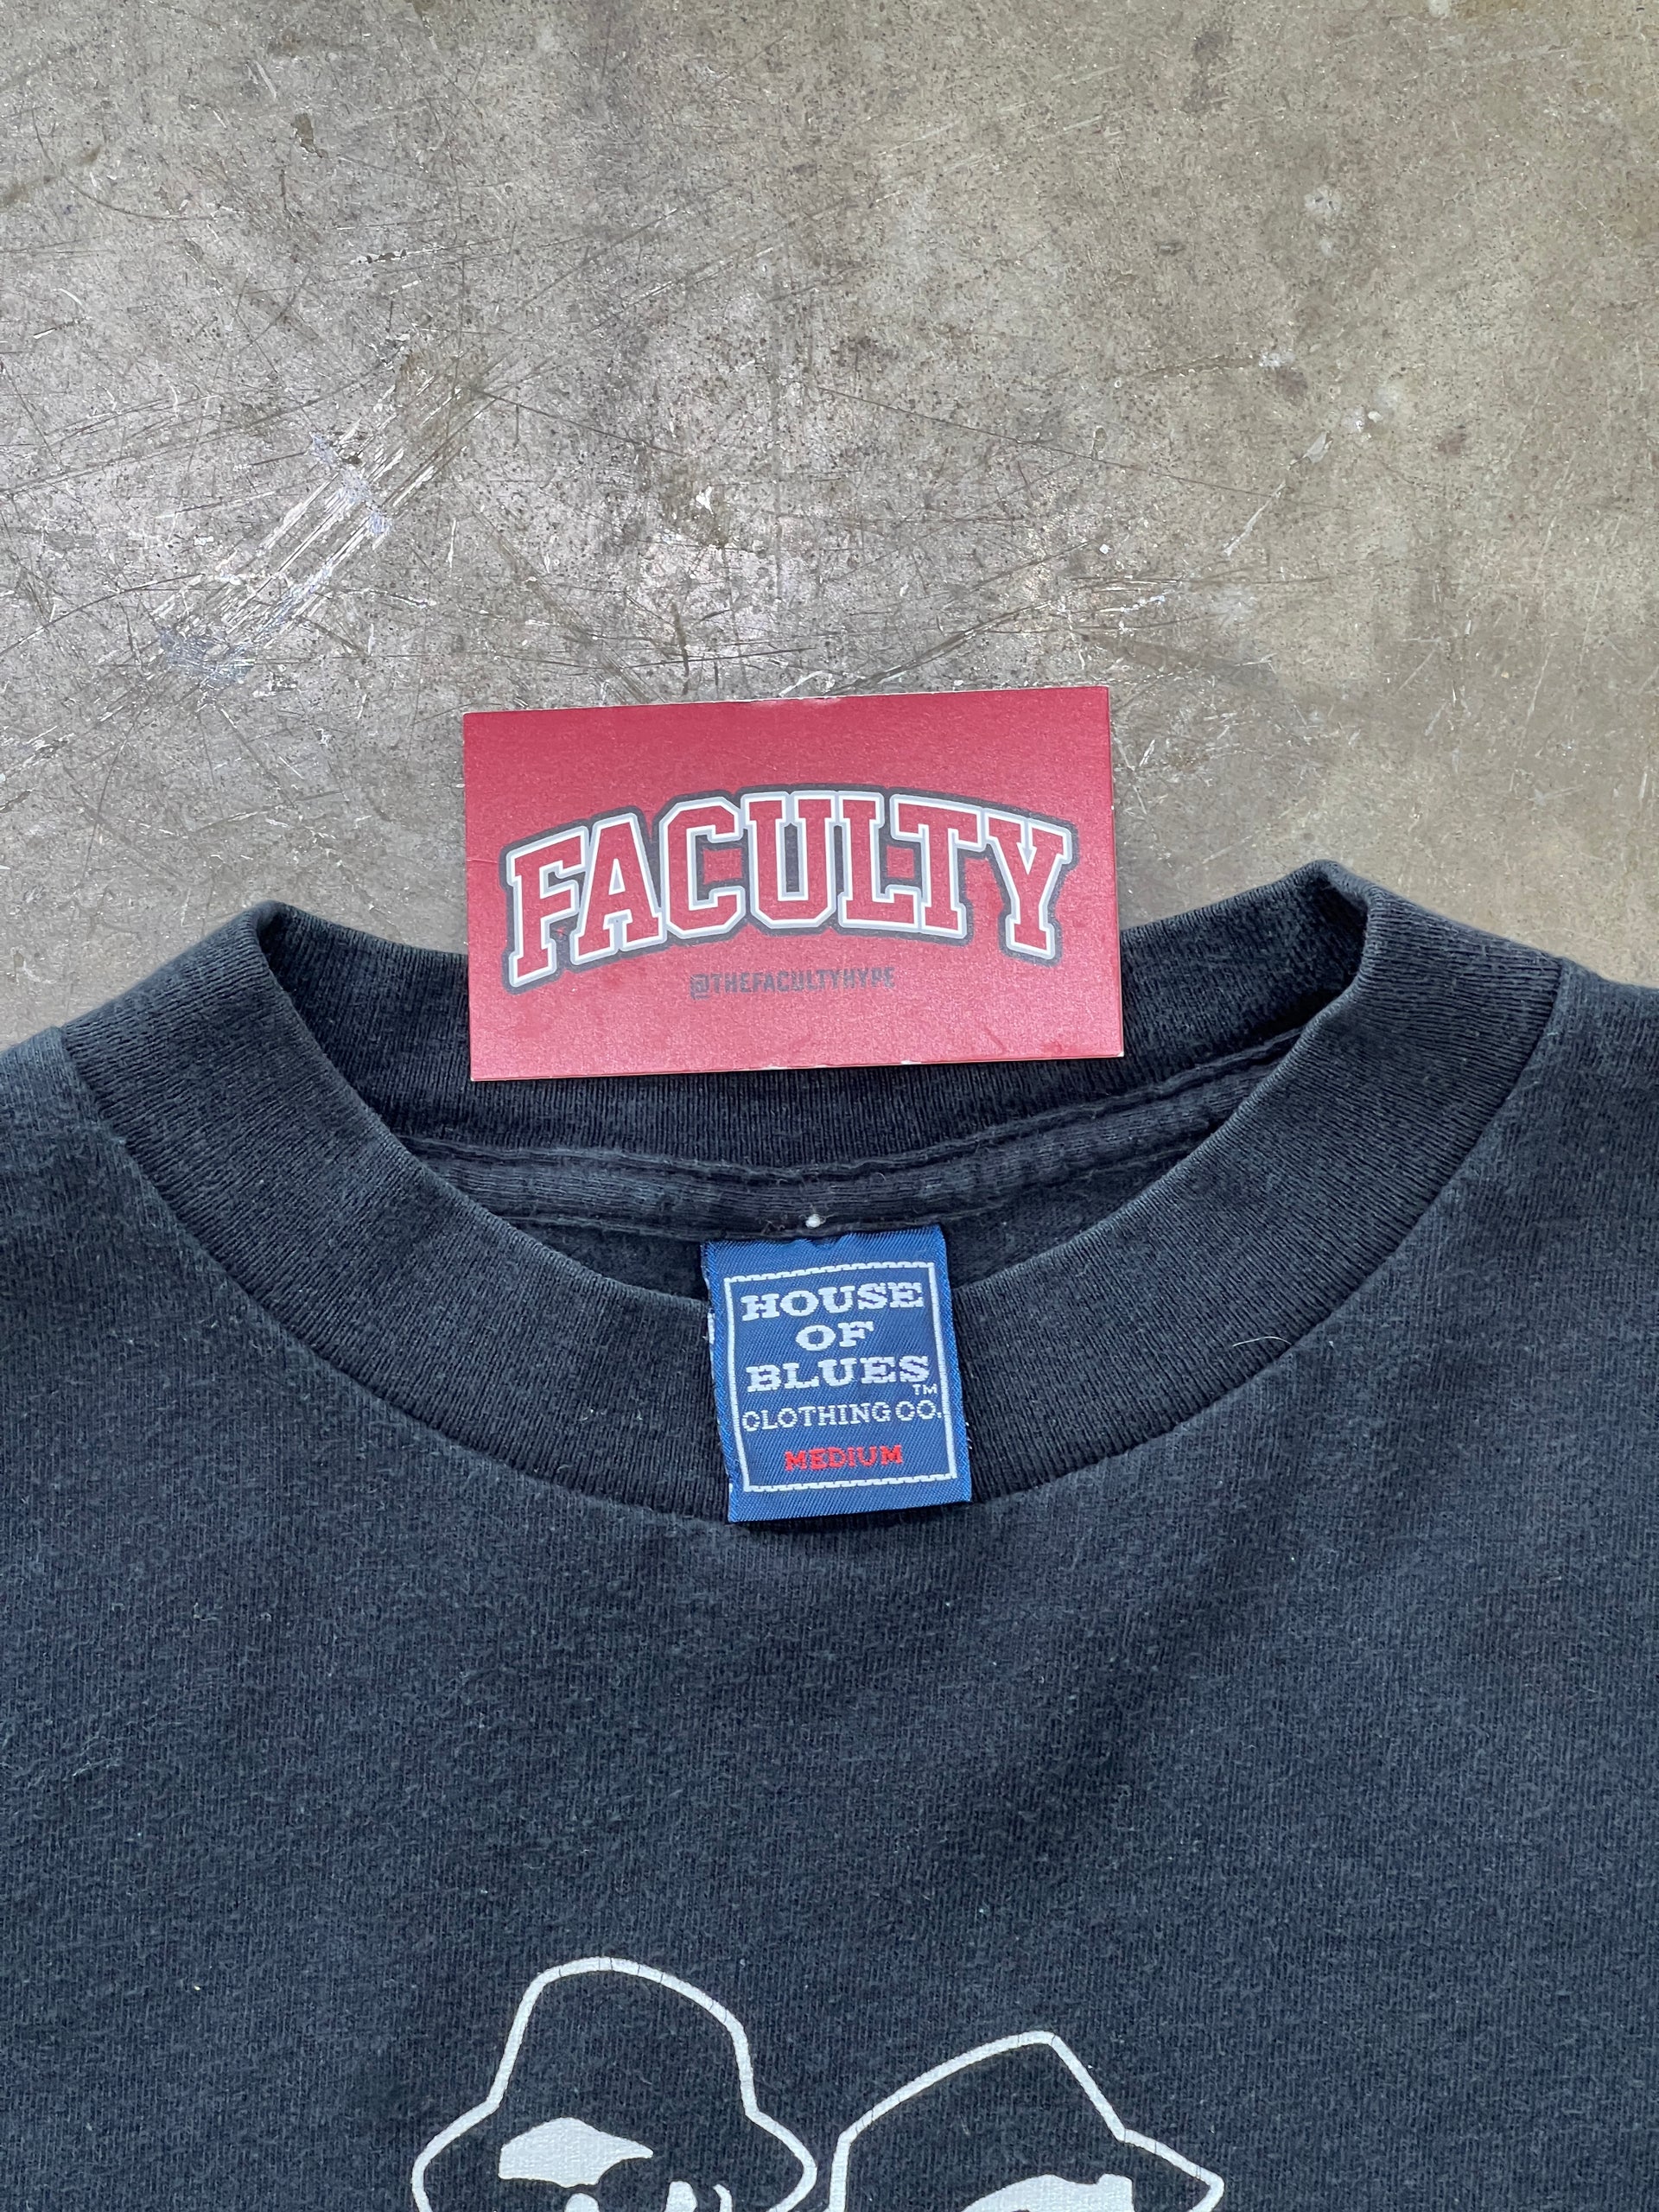 FACULTY
@THEFACULTYHYPE
HOUSE
OF
BLUES
TM
CLOTHING CO.
MEDIUM